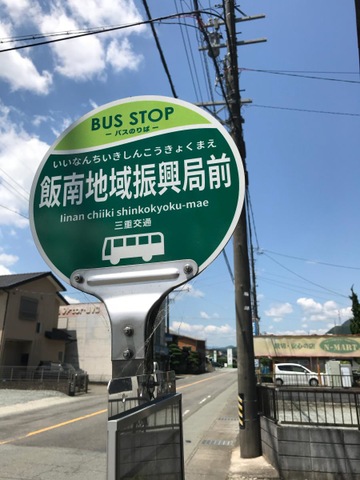 BUS STOP
バスのりば
いいなんちいきしんこうきょくまえ
飯南地域振興局前
Iinan chiiki shinkokyoku-mae
三重交通
N-MART